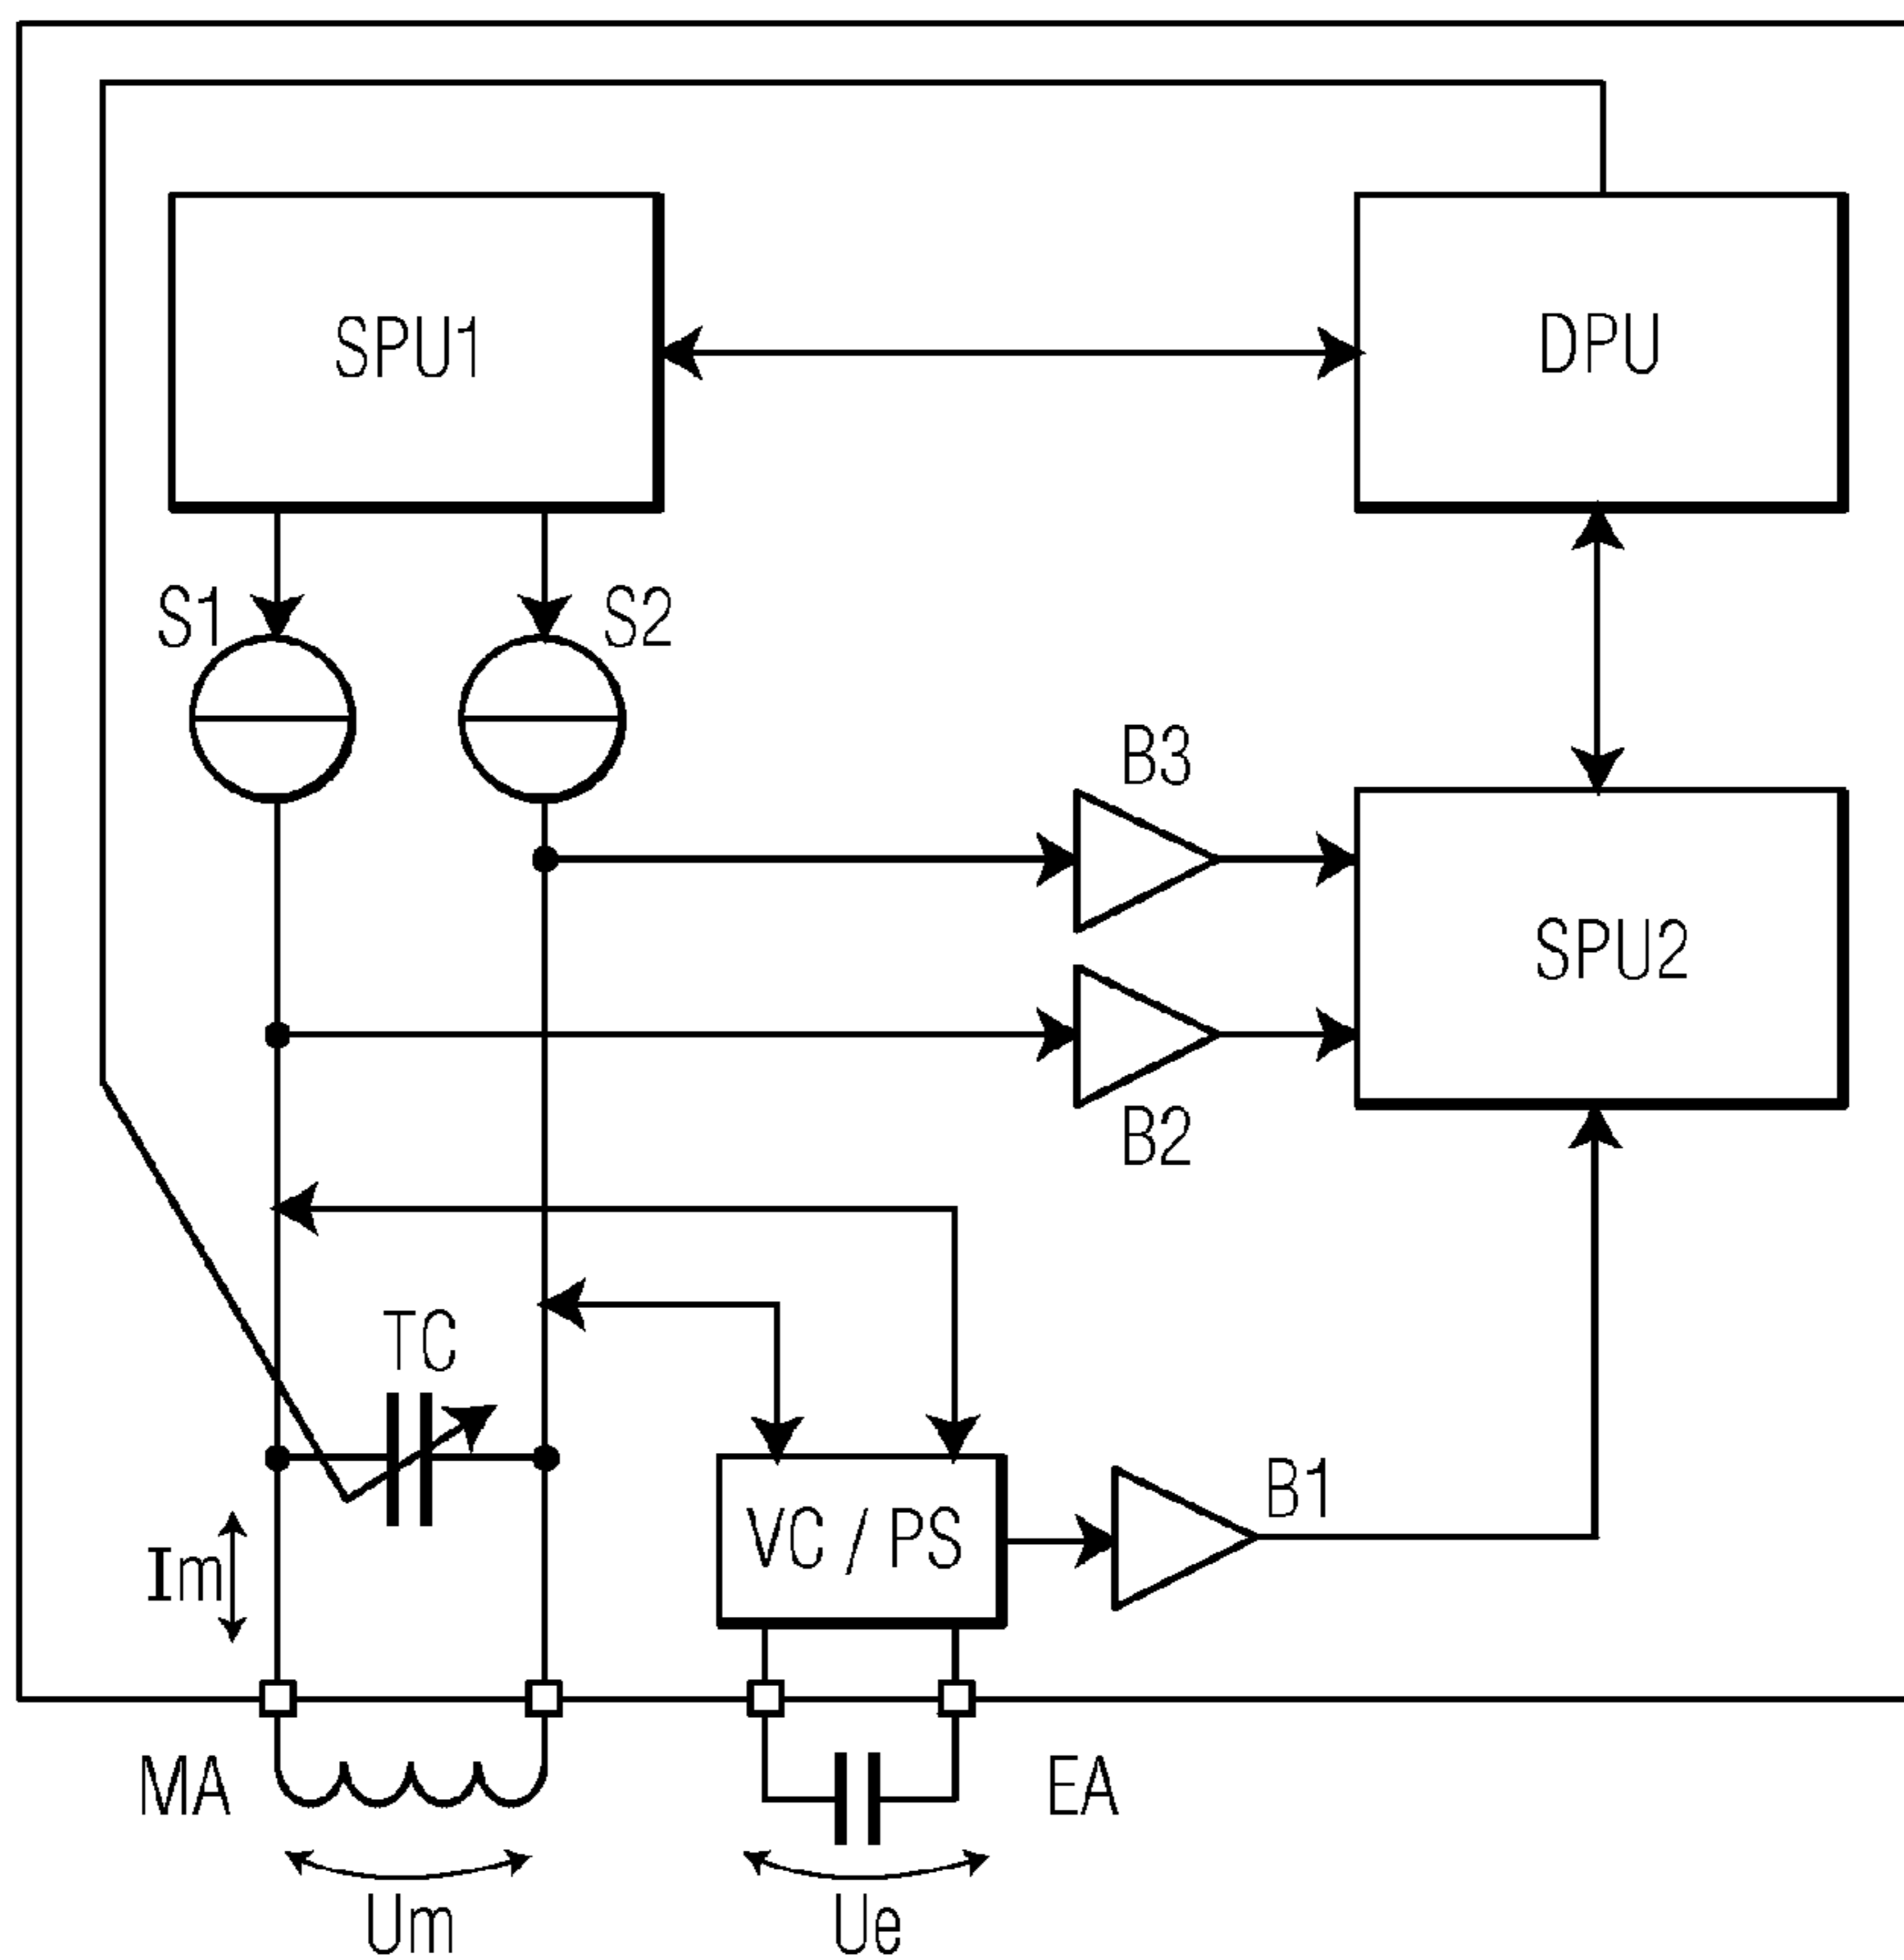 SPU1
DPU
S1
S2
B3
SPU2
B2
TC
B1
VC / PS
Im
MA
EA
Um
Ue